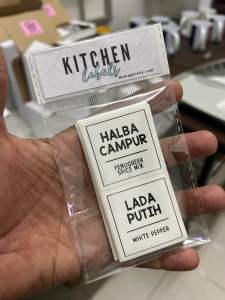 KITCHEN
labels
HALBA
CAMPUR
FENUGREEK
SPICE MIX
LADA
PUTIH
WHITE PEPPER